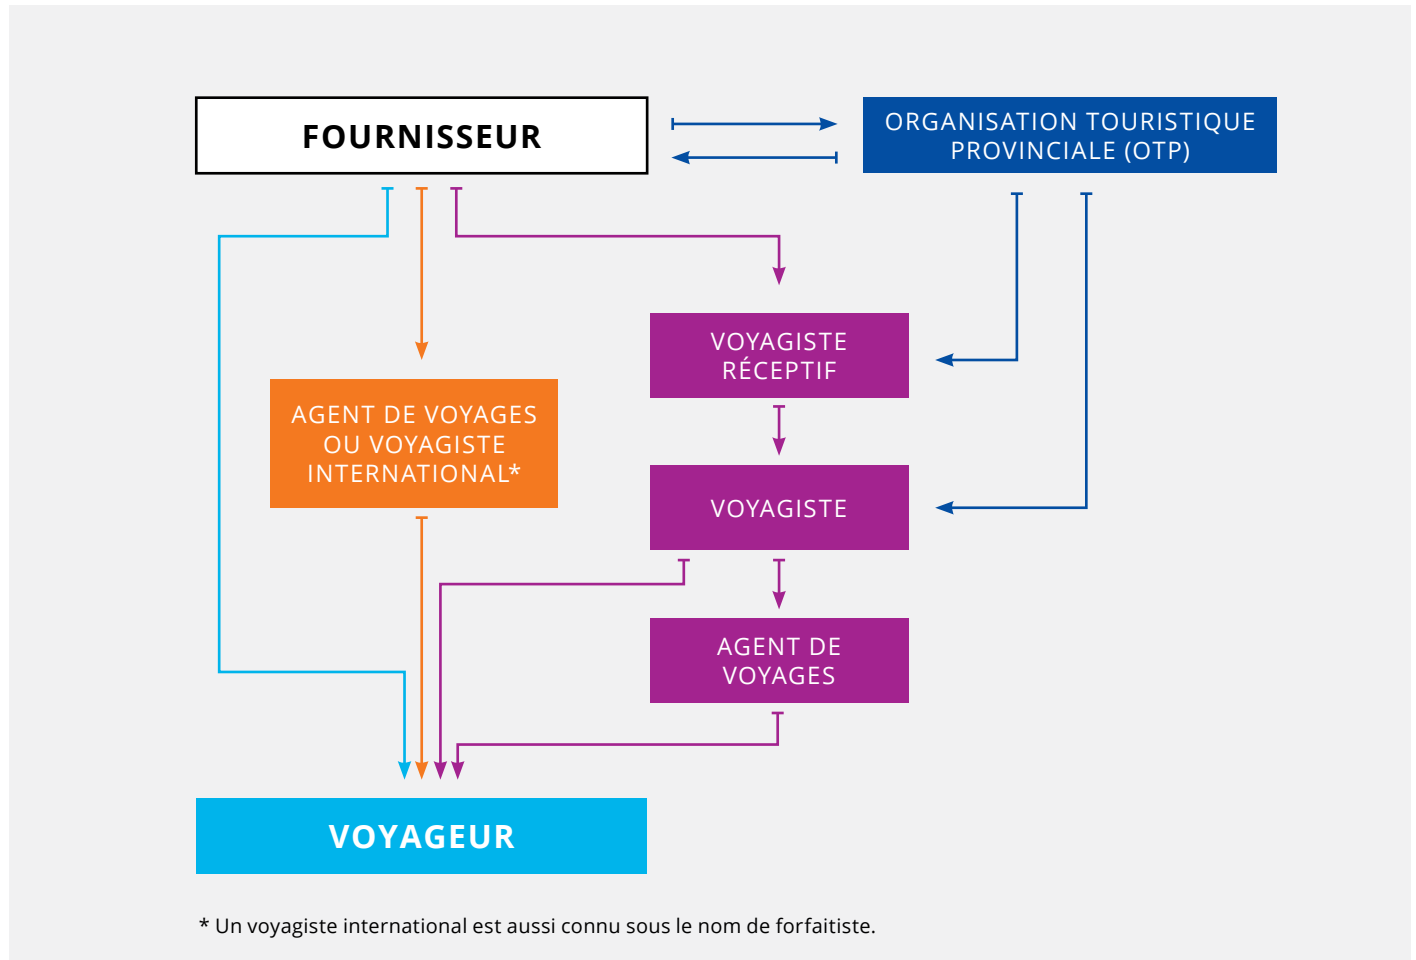 FOURNISSEUR
ORGANISATION TOURISTIQUE
PROVINCIALE (OTP)
VOYAGISTE
RÉCEPTIF
AGENT DE VOYAGES
OU VOYAGISTE
INTERNATIONAL*
VOYAGISTE
AGENT DE
VOYAGES
VOYAGEUR
* Un voyagiste international est aussi connu sous le nom de forfaitiste.